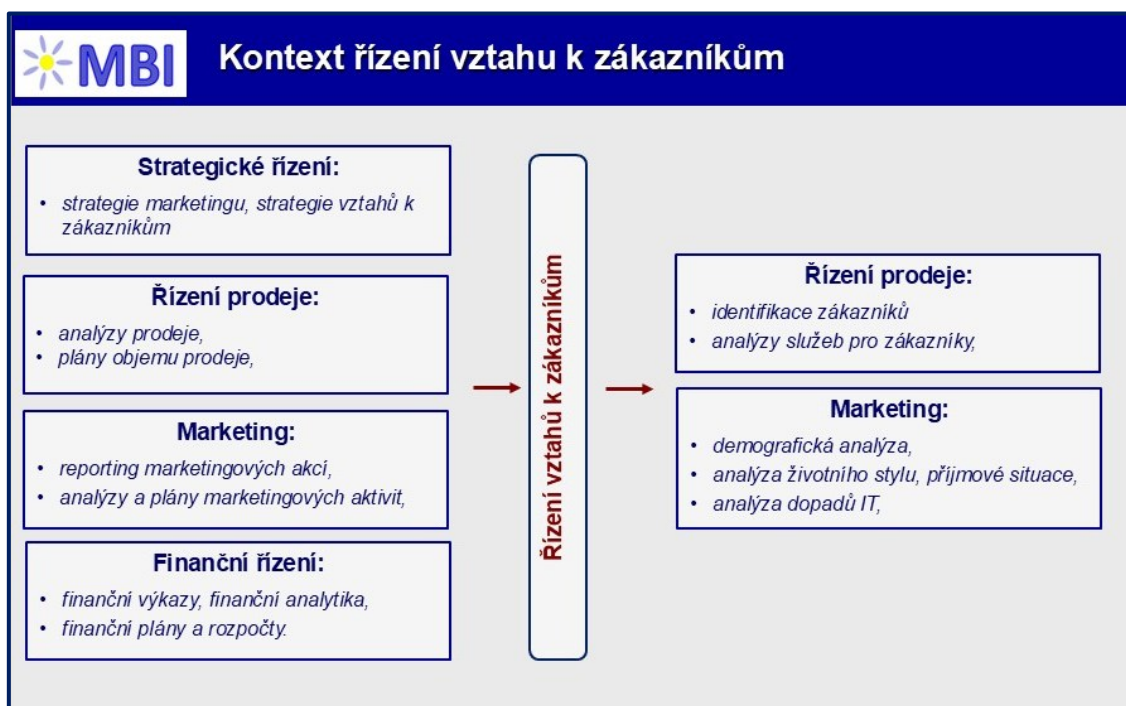 MBI
Kontext řízení vztahu k zákazníkům
Strategické řízení:
• strategie marketingu, strategie vztahů k
zákazníkům
Řízení prodeje:
• analýzy prodeje,
• plány objemu prodeje,
Marketing:
• reporting marketingových akcí,
• analýzy a plány marketingových aktivit,
Finanční řízení:
• finanční výkazy, finanční analytika,
• finanční plány a rozpočty.
Řízení vztahů k zákazníkům
Řízení prodeje:
• identifikace zákazníků
• analýzy služeb pro zákazníky,
Marketing:
• demografická analýza,
• analýza životního stylu, příjmové situace,
• analýza dopadů IT,